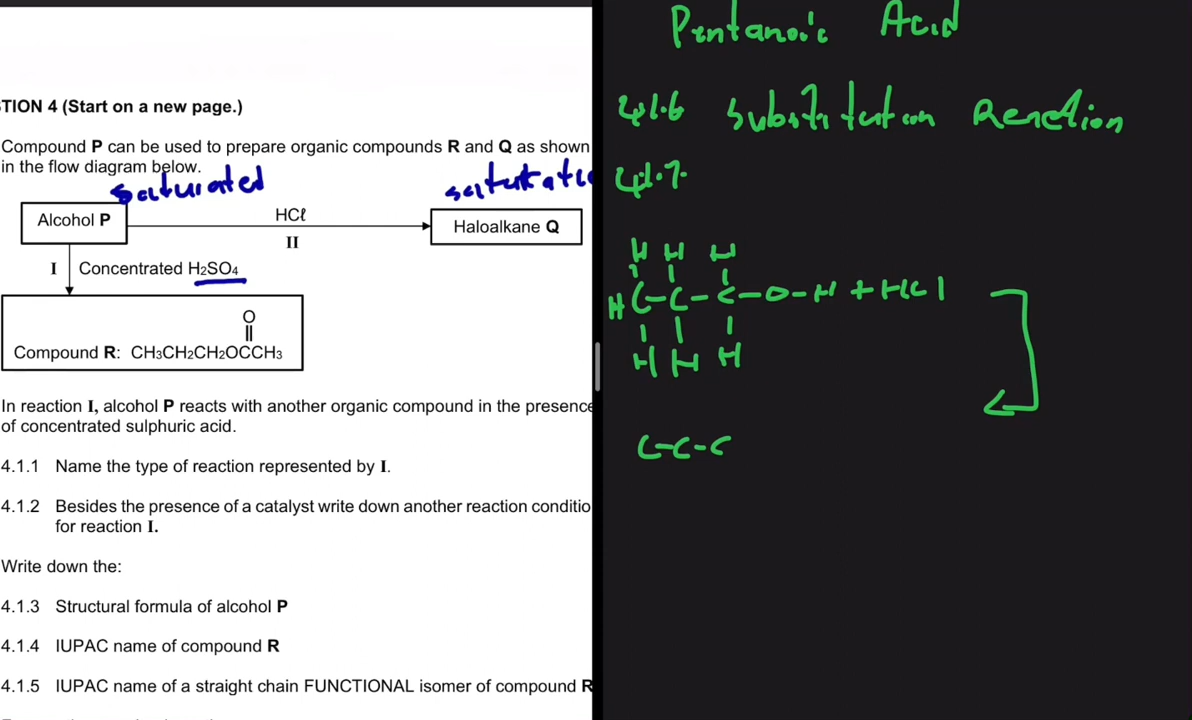 TION 4 (Start on a new page.)
Compound P can be used to prepare organic compounds R and Q as shown
in the flow diagram below.
saturated
Alcohol P
HCℓ
II
Haloalkane Q
I Concentrated H2SO4
O
Compound R: CH3CH2CH2OCCH3
In reaction I, alcohol P reacts with another organic compound in the presence
of concentrated sulphuric acid.
4.1.1 Name the type of reaction represented by I.
4.1.2 Besides the presence of a catalyst write down another reaction conditio
for reaction I.
Write down the:
4.1.3 Structural formula of alcohol P
4.1.4 IUPAC name of compound R
4.1.5 IUPAC name of a straight chain FUNCTIONAL isomer of compound R
Pentanoic Acid
4.1.6 Substitution Reaction
4.1.7.
H H H
H C-C-C-O-H + HCl
H H H
C-C-C